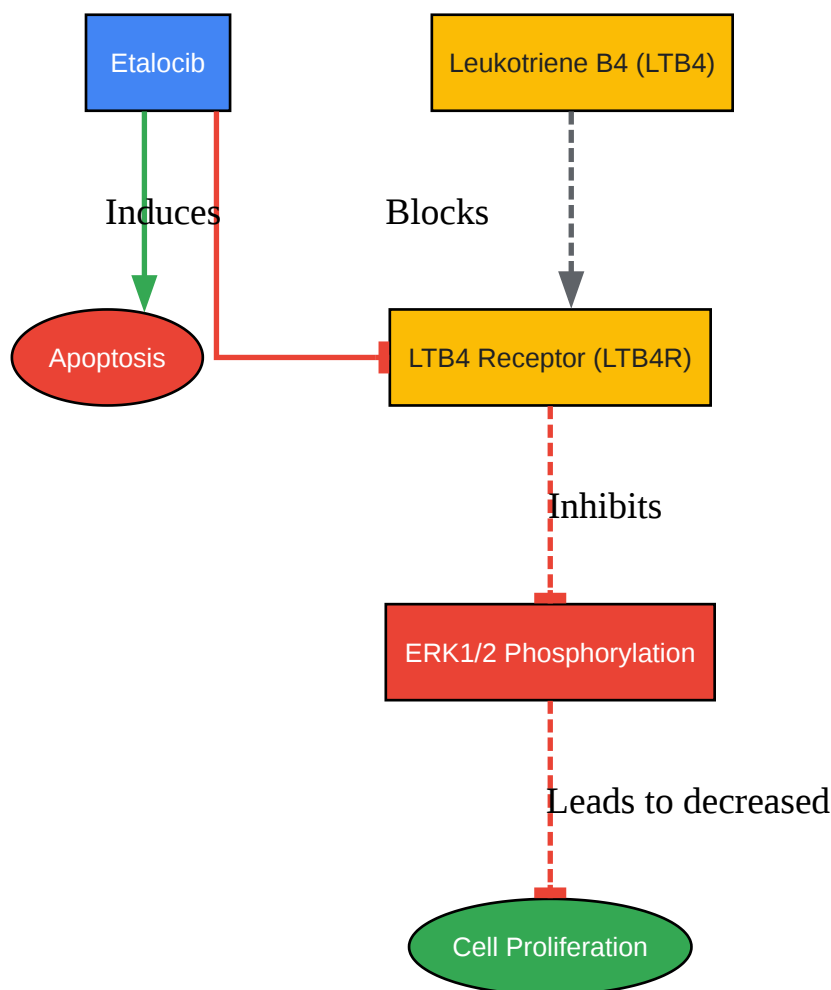 Etalocib
Leukotriene B4 (LTB4)
Induces
Blocks
Apoptosis
LTB4 Receptor (LTB4R)
Inhibits
ERK1/2 Phosphorylation
Leads to decreased
Cell Proliferation